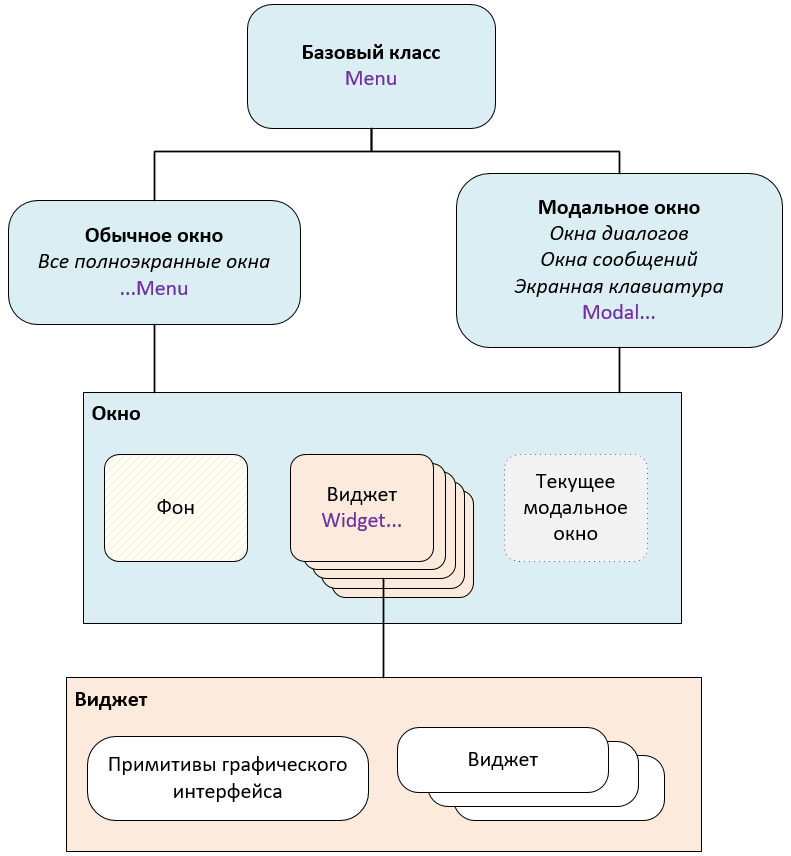 Базовый класс
Menu
Обычное окно
Все полноэкранные окна
...Menu
Модальное окно
Окна диалогов
Окна сообщений
Экранная клавиатура
Modal...
Окно
Фон
Виджет
Widget...
Текущее
модальное
окно
Виджет
Примитивы графического
интерфейса
Виджет